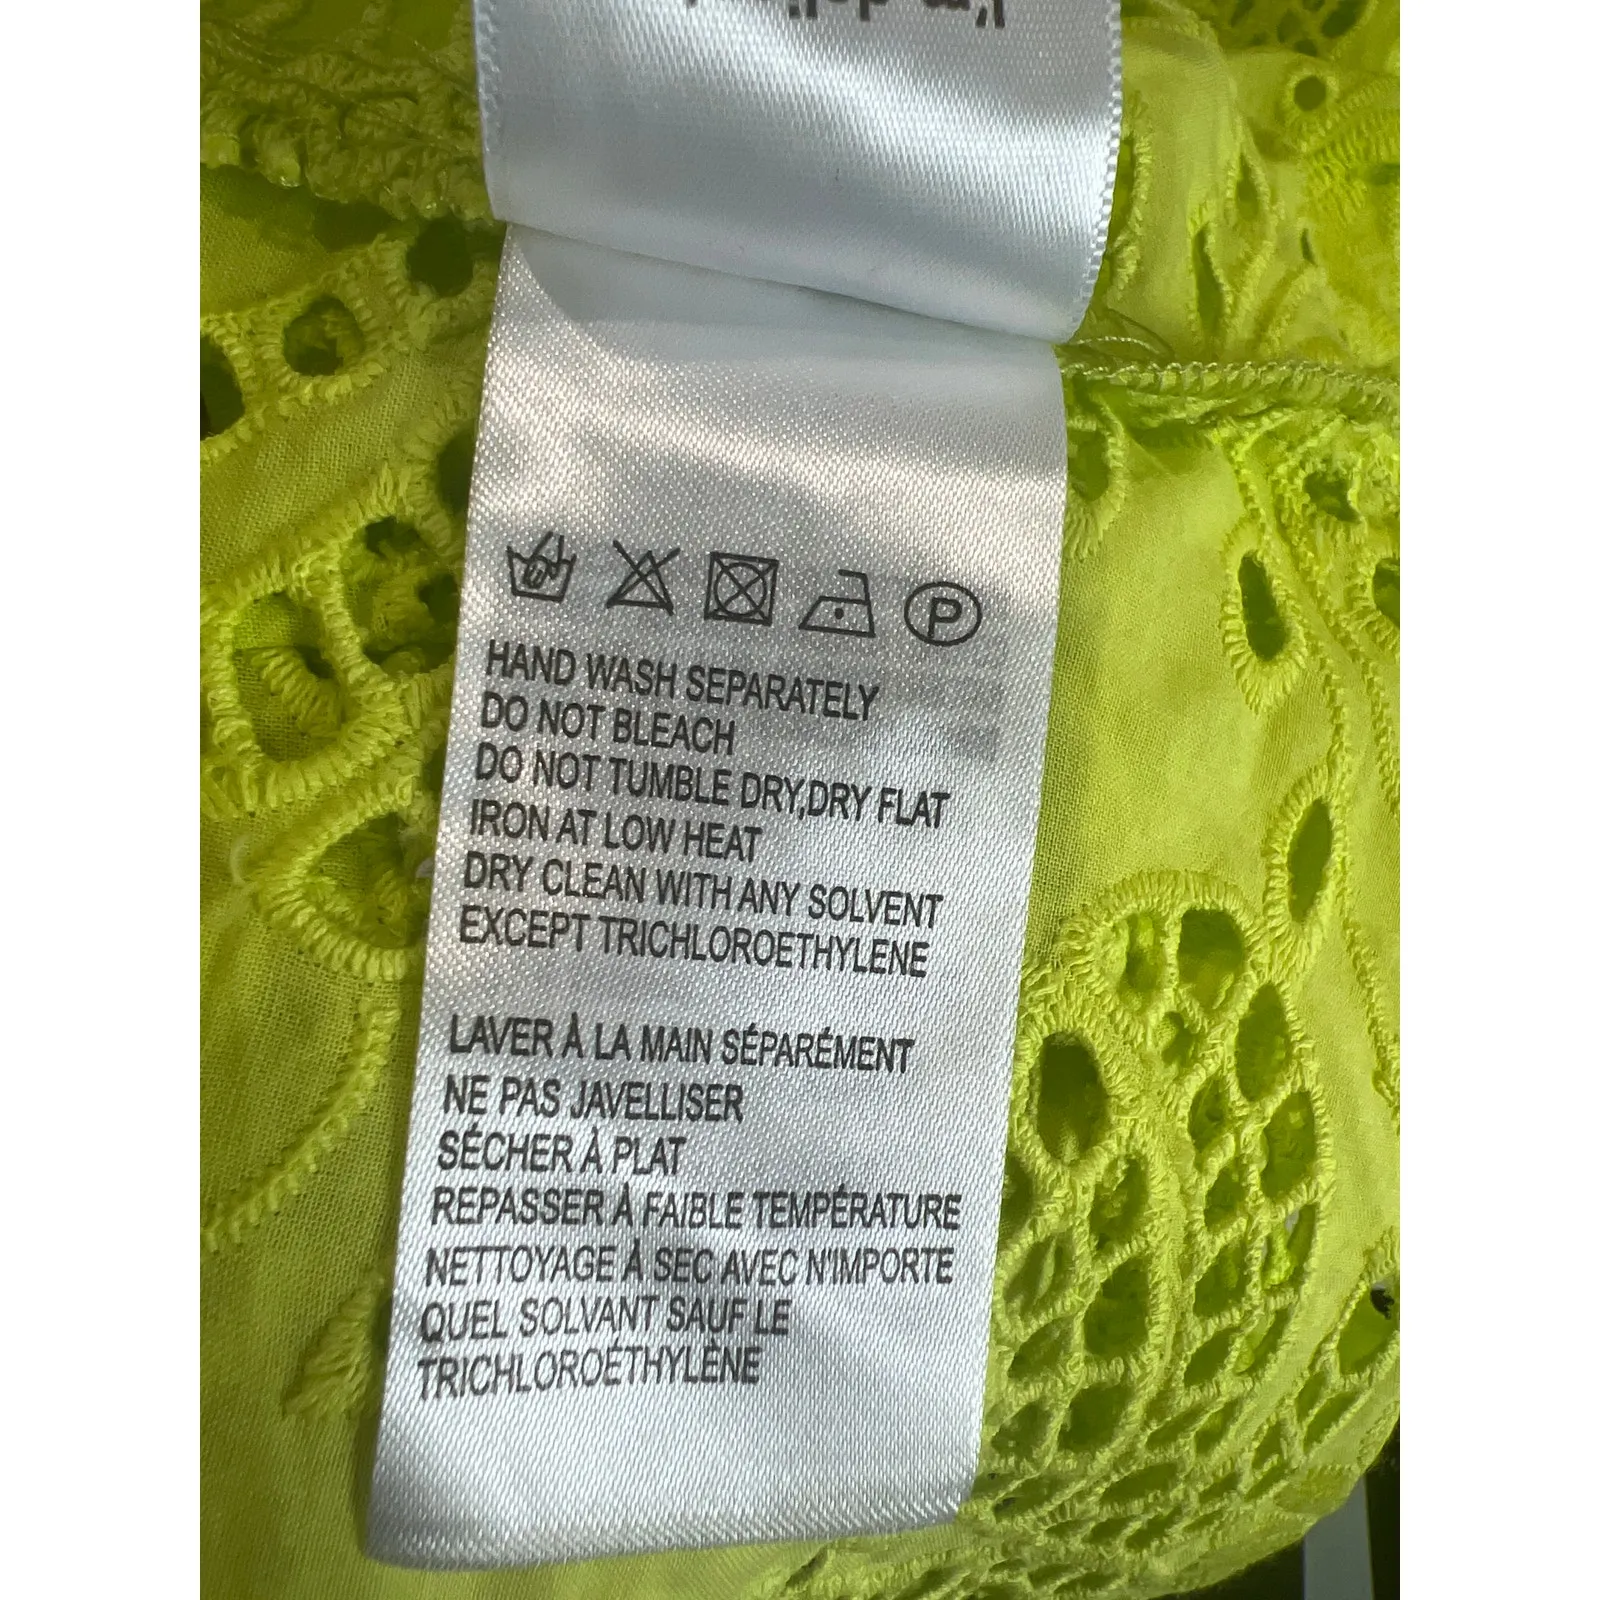 P
HAND WASH SEPARATELY
DO NOT BLEACH
DO NOT TUMBLE DRY,DRY FLAT
IRON AT LOW HEAT
DRY CLEAN WITH ANY SOLVENT
EXCEPT TRICHLOROETHYLENE
LAVER À LA MAIN SÉPARÉMENT
NE PAS JAVELLISER
SÉCHER À PLAT
REPASSER À FAIBLE TEMPÉRATURE
NETTOYAGE À SEC AVEC N'IMPORTE
QUEL SOLVANT SAUF LE
TRICHLOROÉTHYLÈNE